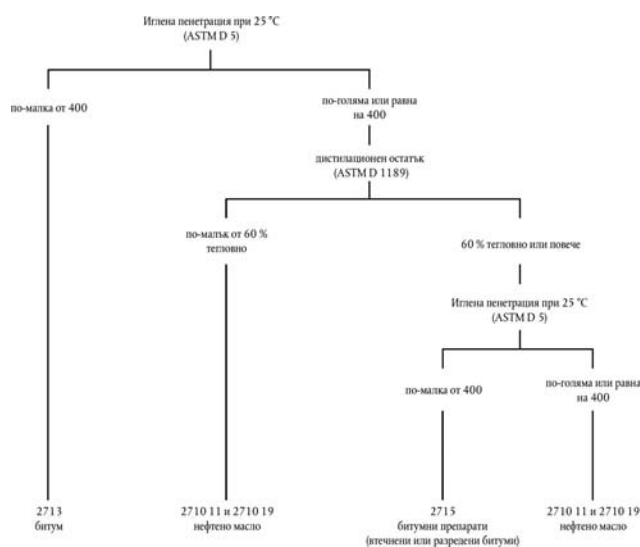 Иглена пенетрация при 25 °C
(ASTM D 5)
по-малка от 400
по-голяма или равна
на 400
дистилационен остатък
(ASTM D 1189)
по-малък от 60 %
тегловно
60 % тегловно или повече
Иглена пенетрация при 25 °C
(ASTM D 5)
по-малка от 400
по-голяма или равна
на 400
2713
битум
2710 11 и 2710 19
нефтено масло
2715
битумни препарати
(втечнени или разредени битуми)
2710 11 и 2710 19
нефтено масло